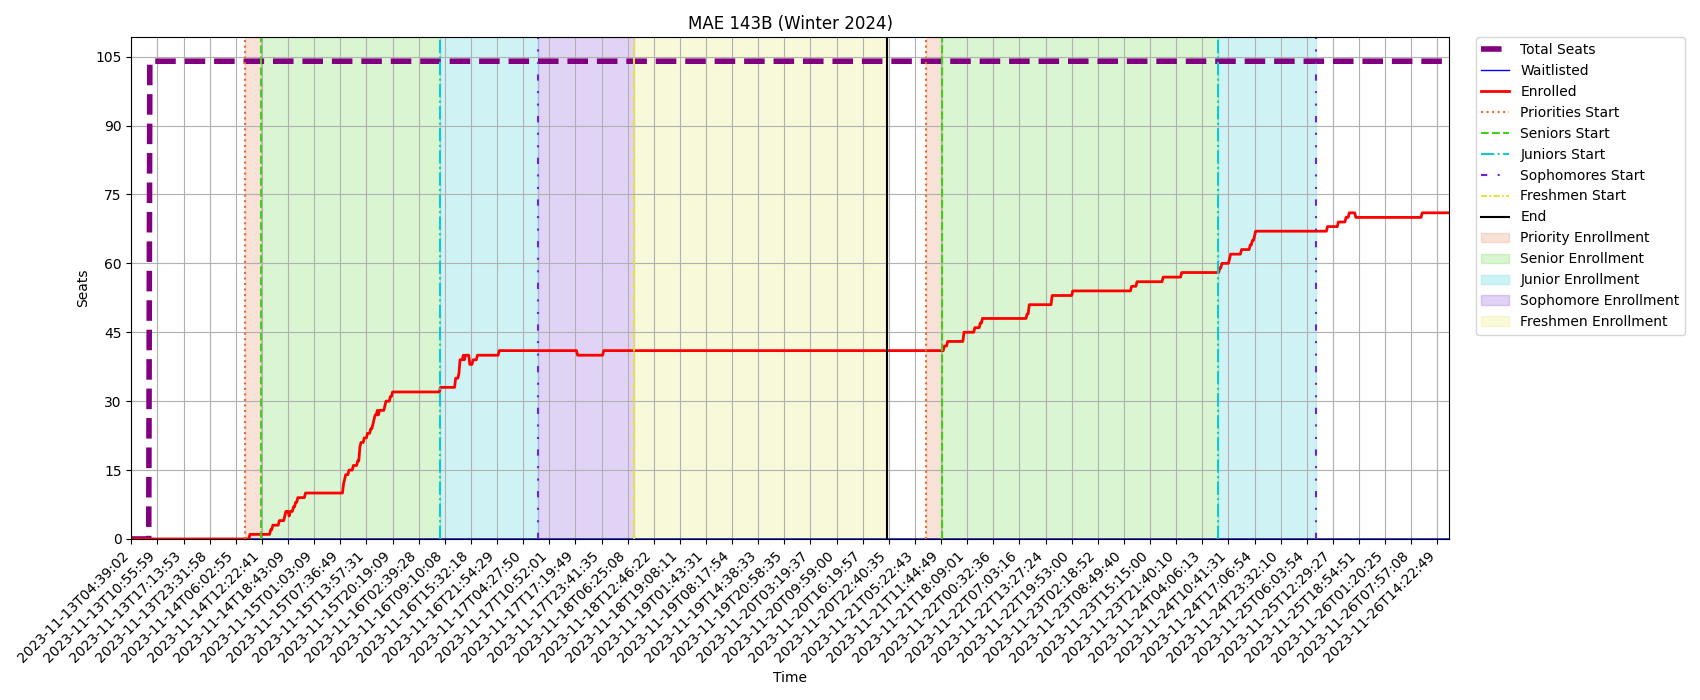 MAE 143B (Winter 2024)
105
90
75
60
45
30
15
0
Seats
2023-11-13T04:39:02
2023-11-13T10:55:59
2023-11-13T17:13:53
2023-11-13T23:31:58
2023-11-14T06:02:55
2023-11-14T12:22:41
2023-11-14T18:43:09
2023-11-15T01:03:09
2023-11-15T07:36:49
2023-11-15T13:57:31
2023-11-15T20:19:09
2023-11-16T02:39:28
2023-11-16T09:10:08
2023-11-16T15:32:18
2023-11-16T21:54:29
2023-11-17T04:27:50
2023-11-17T10:52:01
2023-11-17T17:19:49
2023-11-17T23:41:35
2023-11-18T06:25:08
2023-11-18T12:46:22
2023-11-18T19:08:11
2023-11-19T01:43:31
2023-11-19T08:17:54
2023-11-19T14:38:33
2023-11-19T20:58:35
2023-11-20T03:19:37
2023-11-20T09:59:00
2023-11-20T16:19:57
2023-11-20T22:40:35
2023-11-21T05:22:43
2023-11-21T11:44:49
2023-11-21T18:09:01
2023-11-22T00:32:36
2023-11-22T07:03:16
2023-11-22T13:27:24
2023-11-22T19:53:00
2023-11-23T02:18:52
2023-11-23T08:49:40
2023-11-23T15:15:00
2023-11-23T21:40:10
2023-11-24T04:06:13
2023-11-24T10:41:31
2023-11-24T17:06:54
2023-11-24T23:32:10
2023-11-25T06:03:54
2023-11-25T12:29:27
2023-11-25T18:54:51
2023-11-26T01:20:25
2023-11-26T07:57:08
2023-11-26T14:22:49
Time
Total Seats
Waitlisted
Enrolled
Priorities Start
Seniors Start
Juniors Start
Sophomores Start
Freshmen Start
End
Priority Enrollment
Senior Enrollment
Junior Enrollment
Sophomore Enrollment
Freshmen Enrollment